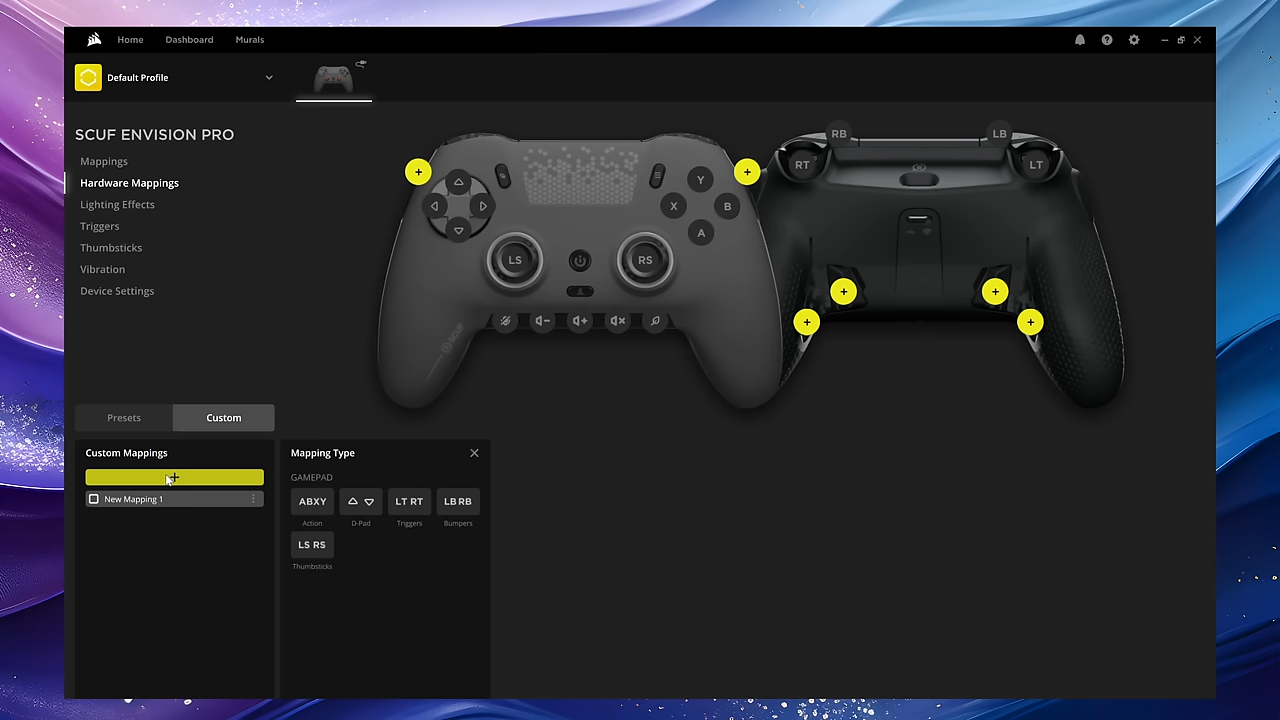 Home Dashboard Murals
Default Profile
SCUF ENVISION PRO
Mappings
Hardware Mappings
Lighting Effects
Triggers
Thumbsticks
Vibration
Device Settings
RB LB
RT LT
Y
X B
A
LS RS
SCUF
Presets Custom
Custom Mappings
New Mapping 1
Mapping Type
GAMEPAD
ABXY LT RT LB RB
Action D-Pad Triggers Bumpers
LS RS
Thumbsticks